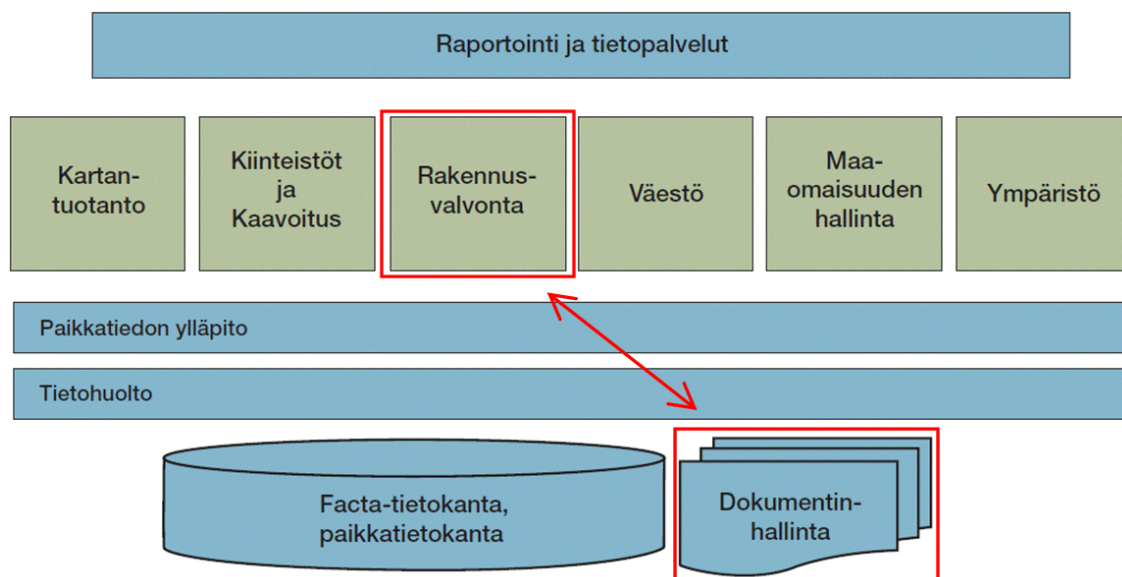 Raportointi ja tietopalvelut
Kartan-
tuotanto
Kiinteistöt
ja
Kaavoitus
Rakennus-
valvonta
Väestö
Maa-
omaisuuden
hallinta
Ympäristö
Paikkatiedon ylläpito
Tietohuolto
Facta-tietokanta,
paikkatietokanta
Dokumentin-
hallinta